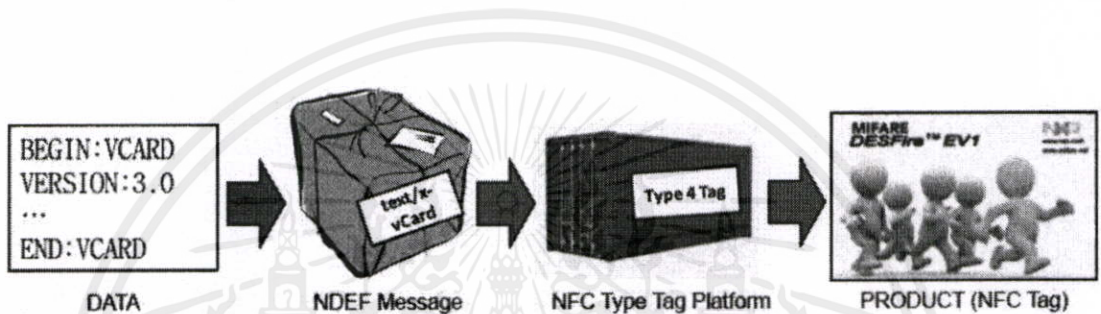 BEGIN:VCARD
VERSION:3.0
...
END:VCARD
DATA
text/x-
vCard
NDEF Message
Type 4 Tag
NFC Type Tag Platform
MIFARE
DESFire™ EV1
NXP
PRODUCT (NFC Tag)